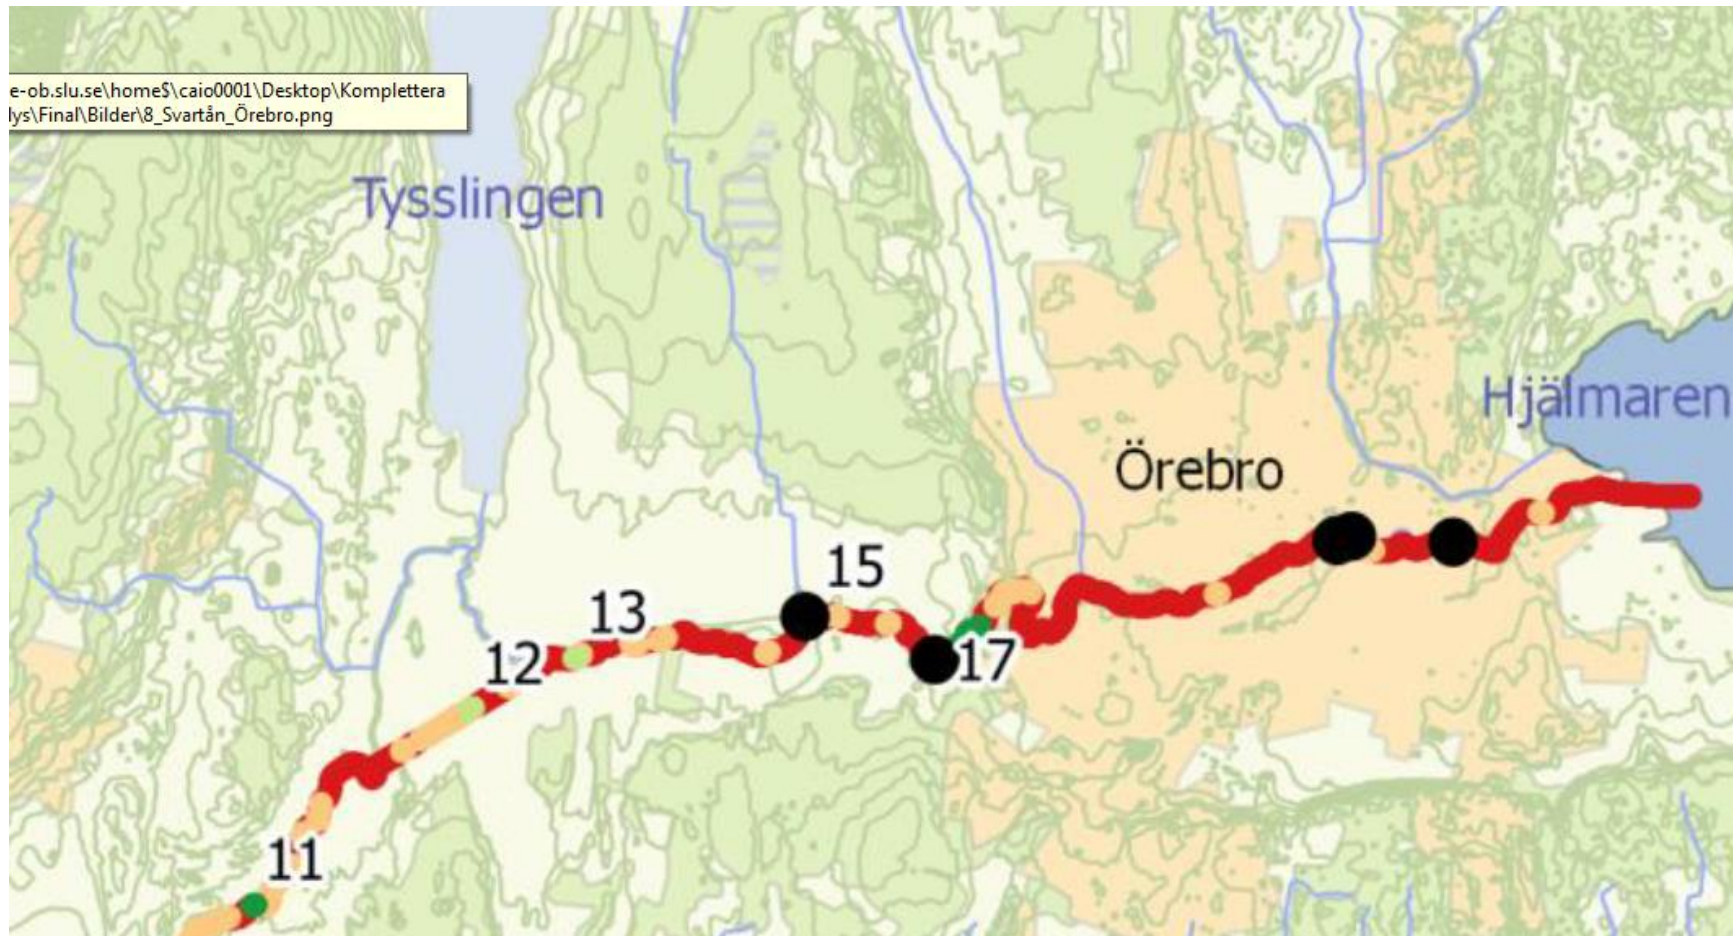 e-ob.slu.se\home$\caio0001\Desktop\Komplettera
lys\Final\Bilder\8_Svartån_Örebro.png
Tysslingen
Hjälmaren
Örebro
15
13
12
17
11